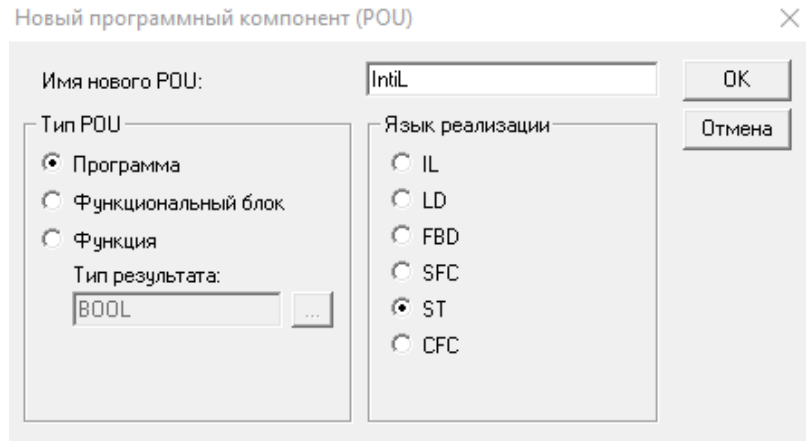 Новый программный компонент (POU)
Имя нового POU:
IntiL
OK
Отмена
Тип POU
Программа
Функциональный блок
Функция
Тип результата:
BOOL
...
Язык реализации
IL
LD
FBD
SFC
ST
CFC